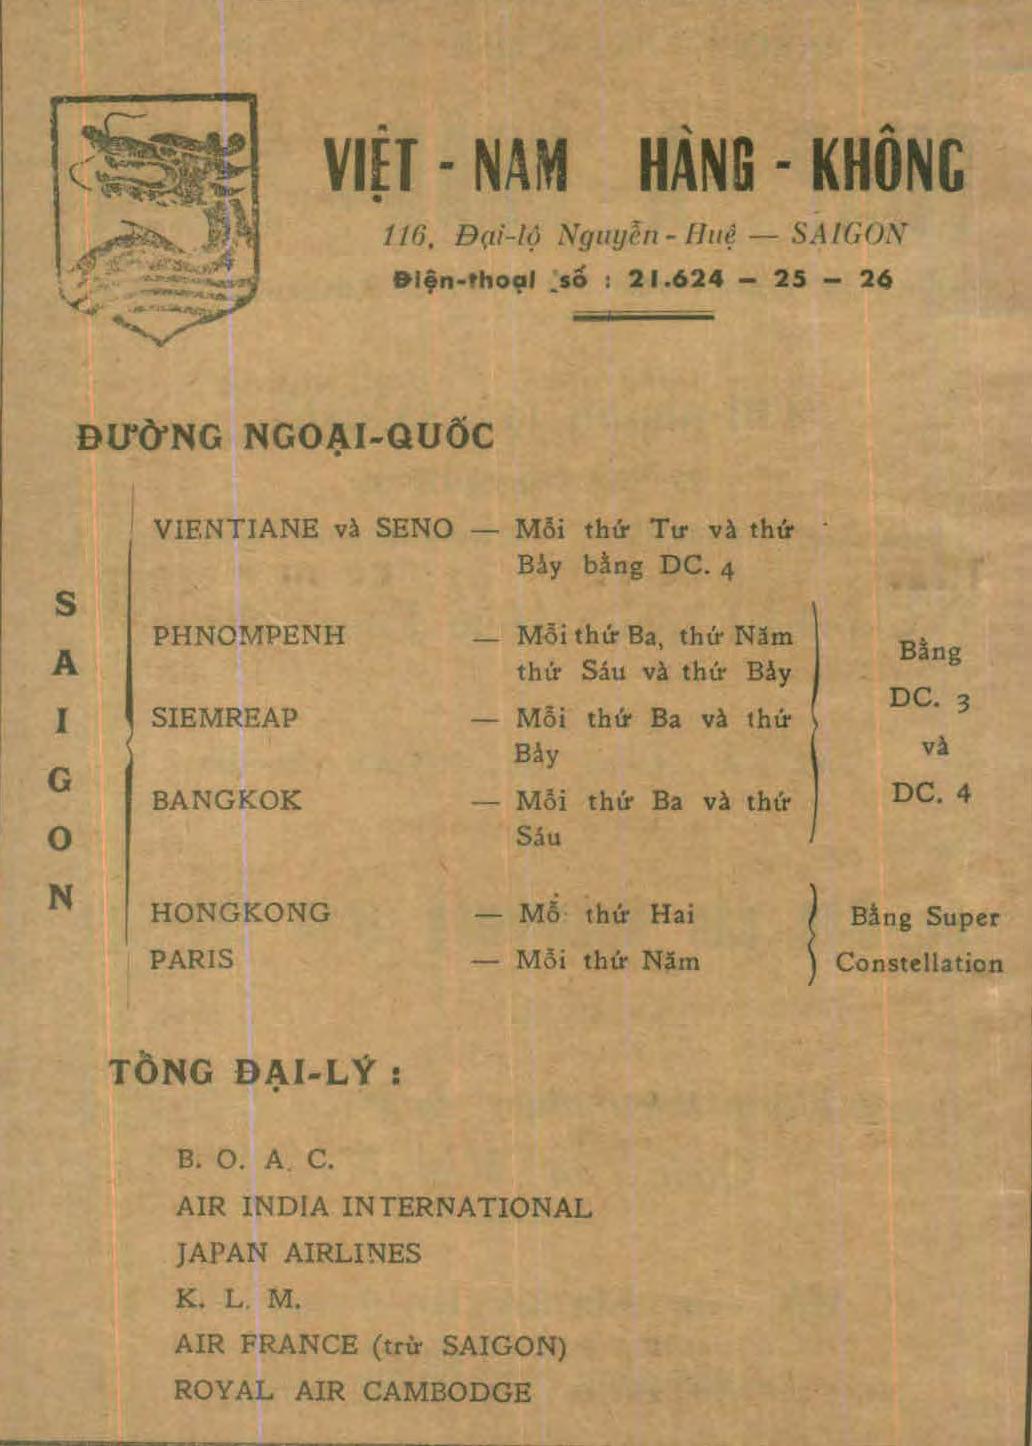 VIỆT - NAM HÀNG - KHÔNG
116, Đại-lộ Nguyễn - Huệ — SAIGON
Điện-thoại số : 21.624 — 25 — 26
ĐƯỜNG NGOẠI-QUỐC
SAIGON
VIENTIANE và SENO — Mỗi thứ Tư và thứ
Bảy bằng DC. 4
PHNOMPENH — Mỗi thứ Ba, thứ Năm
thứ Sáu và thứ Bảy
SIEMREAP — Mỗi thứ Ba và thứ
Bảy
BANGKOK — Mỗi thứ Ba và thứ
Sáu
Bằng
DC. 3
và
DC. 4
HONGKONG — Mỗi thứ Hai
PARIS — Mỗi thứ Năm
Bằng Super
Constellation
TỔNG ĐẠI-LÝ :
B. O. A. C.
AIR INDIA INTERNATIONAL
JAPAN AIRLINES
K. L. M.
AIR FRANCE (trừ SAIGON)
ROYAL AIR CAMBODGE